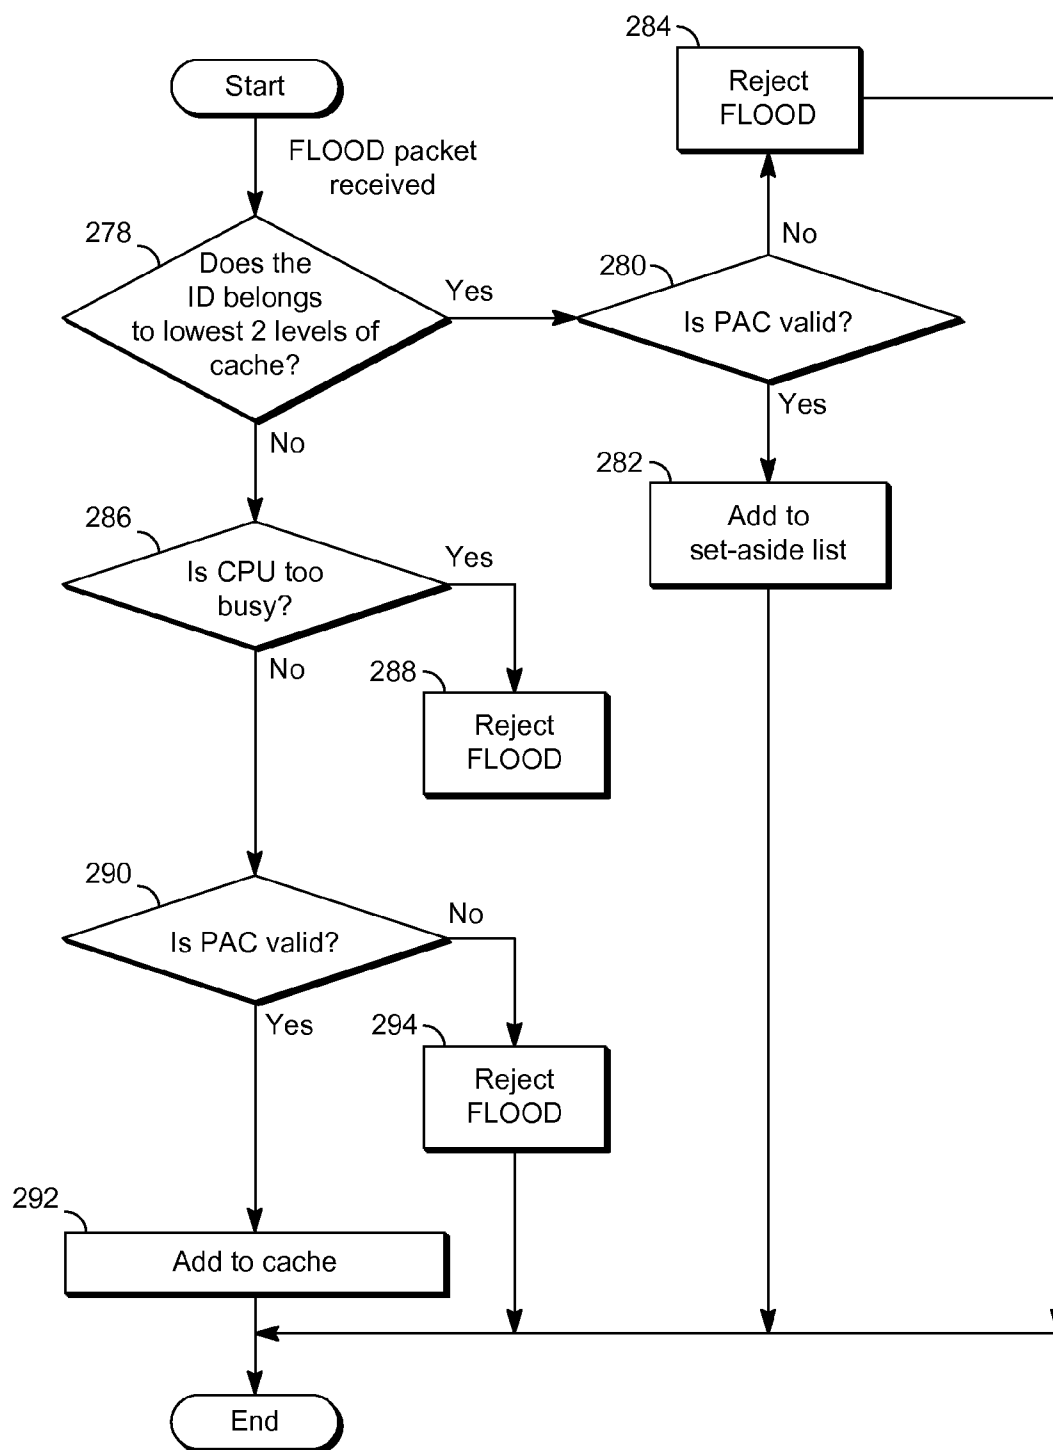 284
Reject
FLOOD
Start
FLOOD packet
received
278
Does the
ID belongs
to lowest 2 levels of
cache?
Yes
No
280
Is PAC valid?
No
Yes
282
Add to
set-aside list
286
Is CPU too
busy?
Yes
No
288
Reject
FLOOD
290
Is PAC valid?
No
Yes
294
Reject
FLOOD
292
Add to cache
End